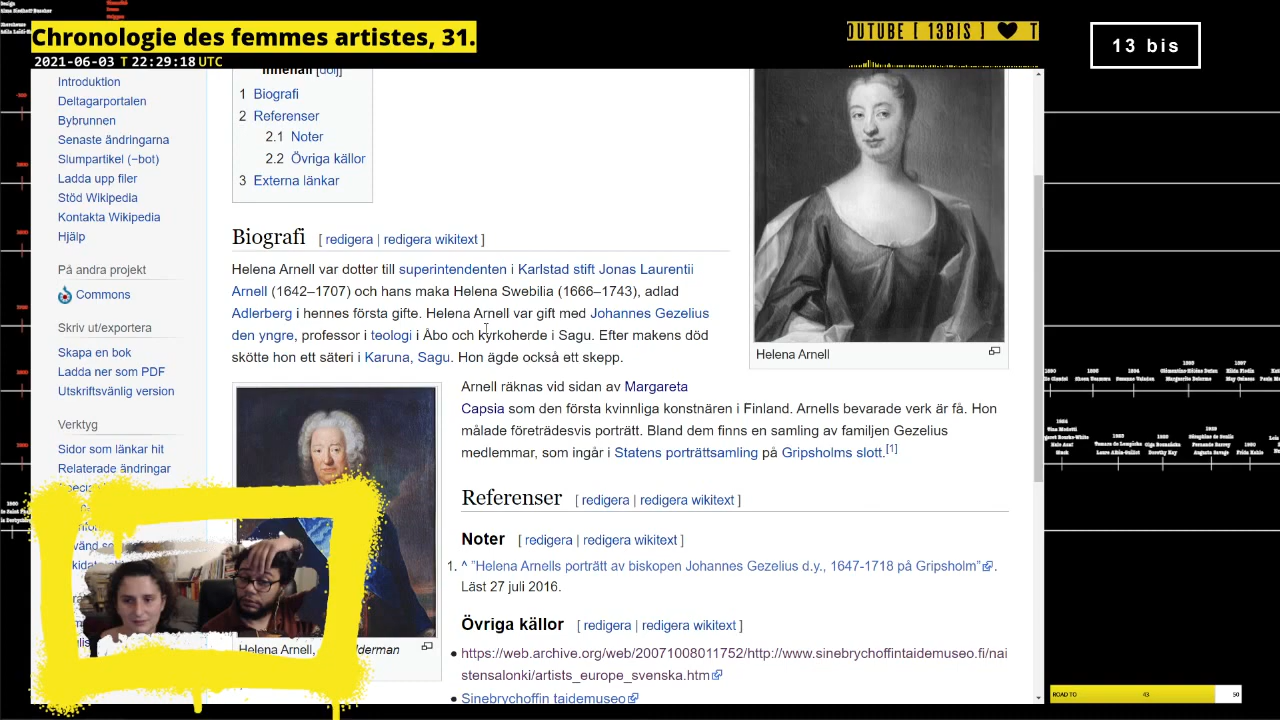 Chronologie des femmes artistes, 31.
2021-06-03 T 22:29:18 UTC
OUTUBE [ 13BIS ] ♥ T
13 bis
Introduktion
Deltagarportalen
Bybrunnen
Senaste ändringarna
Slumpartikel (−bot)
Ladda upp filer
Stöd Wikipedia
Kontakta Wikipedia
Hjälp
På andra projekt
Commons
Skriv ut/exportera
Skapa en bok
Ladda ner som PDF
Utskriftsvänlig version
Verktyg
Sidor som länkar hit
Relaterade ändringar
Innehåll [dölj]
1 Biografi
2 Referenser
2.1 Noter
2.2 Övriga källor
3 Externa länkar
Biografi [ redigera | redigera wikitext ]
Helena Arnell var dotter till superintendenten i Karlstad stift Jonas Laurentii
Arnell (1642–1707) och hans maka Helena Swebilia (1666–1743), adlad
Adlerberg i hennes första gifte. Helena Arnell var gift med Johannes Gezelius
den yngre, professor i teologi i Åbo och kyrkoherde i Sagu. Efter makens död
skötte hon ett säteri i Karuna, Sagu. Hon ägde också ett skepp.
Helena Arnell
Arnell räknas vid sidan av Margareta
Capsia som den första kvinnliga konstnären i Finland. Arnells bevarade verk är få. Hon
målade företrädesvis porträtt. Bland dem finns en samling av familjen Gezelius
medlemmar, som ingår i Statens porträttsamling på Gripsholms slott.[1]
Helena Arnell,
Referenser [ redigera | redigera wikitext ]
Noter [ redigera | redigera wikitext ]
1. ^ ”Helena Arnells porträtt av biskopen Johannes Gezelius d.y., 1647-1718 på Gripsholm”.
Läst 27 juli 2016.
Övriga källor [ redigera | redigera wikitext ]
• https://web.archive.org/web/20071008011752/http://www.sinebrychoffintaidemuseo.fi/nai
stensalonki/artists_europe_svenska.htm
• Sinebrychoffin taidemuseo
ROAD TO 43 50